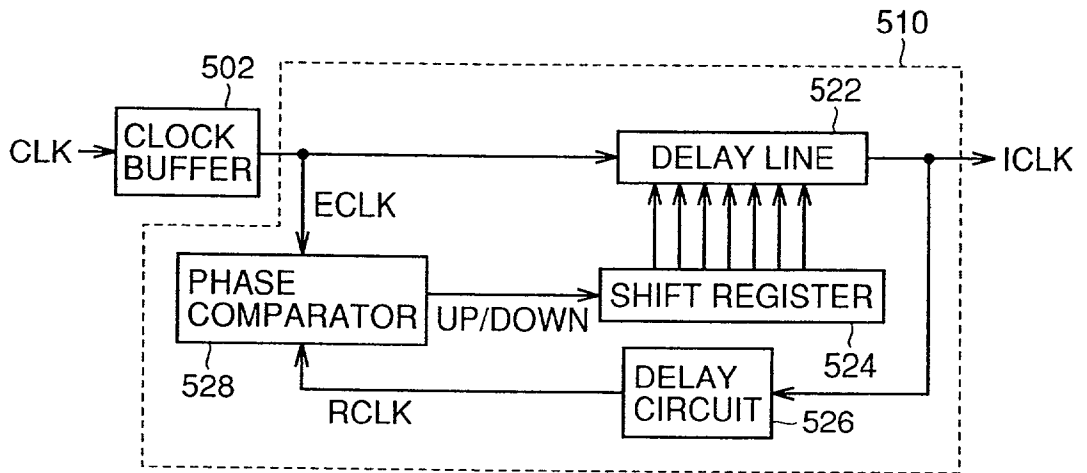 510
502
522
CLK
CLOCK
BUFFER
DELAY LINE
ICLK
ECLK
PHASE
COMPARATOR
UP/DOWN
SHIFT REGISTER
528
524
RCLK
DELAY
CIRCUIT
526